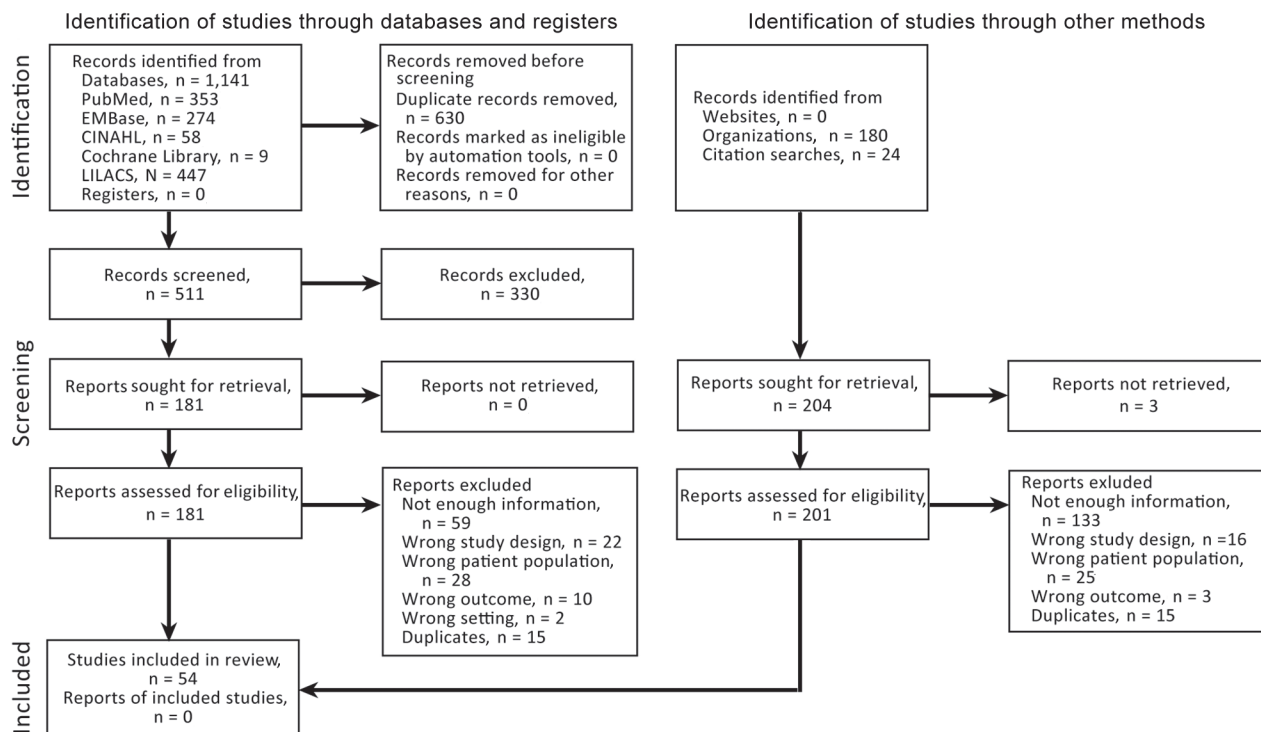 Identification of studies through databases and registers
Identification of studies through other methods
Identification
Records identified from
Databases, n = 1,141
PubMed, n = 353
EMBase, n = 274
CINAHL, n = 58
Cochrane Library, n = 9
LILACS, N = 447
Registers, n = 0
Records removed before
screening
Duplicate records removed,
n = 630
Records marked as ineligible
by automation tools, n = 0
Records removed for other
reasons, n = 0
Records identified from
Websites, n = 0
Organizations, n = 180
Citation searches, n = 24
Screening
Records screened,
n = 511
Records excluded,
n = 330
Reports sought for retrieval,
n = 181
Reports not retrieved,
n = 0
Reports sought for retrieval,
n = 204
Reports not retrieved,
n = 3
Reports assessed for eligibility,
n = 181
Reports excluded
Not enough information,
n = 59
Wrong study design, n = 22
Wrong patient population,
n = 28
Wrong outcome, n = 10
Wrong setting, n = 2
Duplicates, n = 15
Reports assessed for eligibility,
n = 201
Reports exluded
Not enough information,
n = 133
Wrong study design, n =16
Wrong patient population,
n = 25
Wrong outcome, n = 3
Duplicates, n = 15
Included
Studies included in review,
n = 54
Reports of included studies,
n = 0